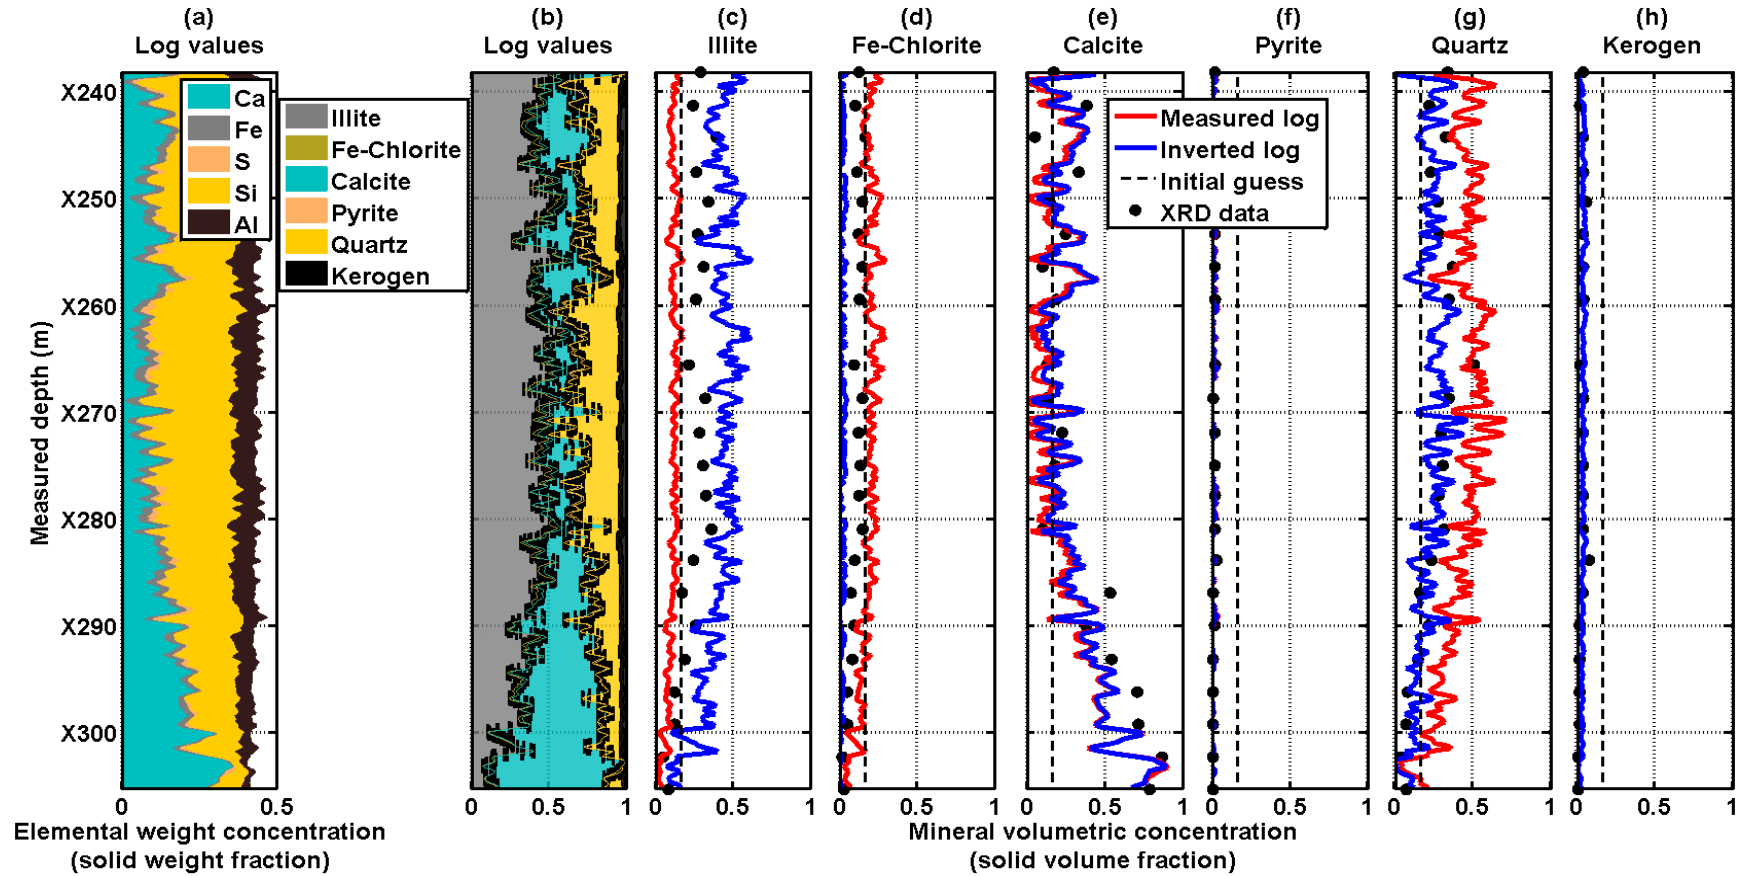 (a)
Log values
(b)
Log values
(c)
Illite
(d)
Fe-Chlorite
(e)
Calcite
(f)
Pyrite
(g)
Quartz
(h)
Kerogen
Measured depth (m)
X240
X250
X260
X270
X280
X290
X300
Ca
Fe
S
Si
Al
Illite
Fe-Chlorite
Calcite
Pyrite
Quartz
Kerogen
Measured log
Inverted log
Initial guess
XRD data
0 0.5
0 0.5 1
0 0.5 1
0 0.5 1
0 0.5 1
0 0.5 1
0 0.5 1
0 0.5 1
Elemental weight concentration
(solid weight fraction)
Mineral volumetric concentration
(solid volume fraction)